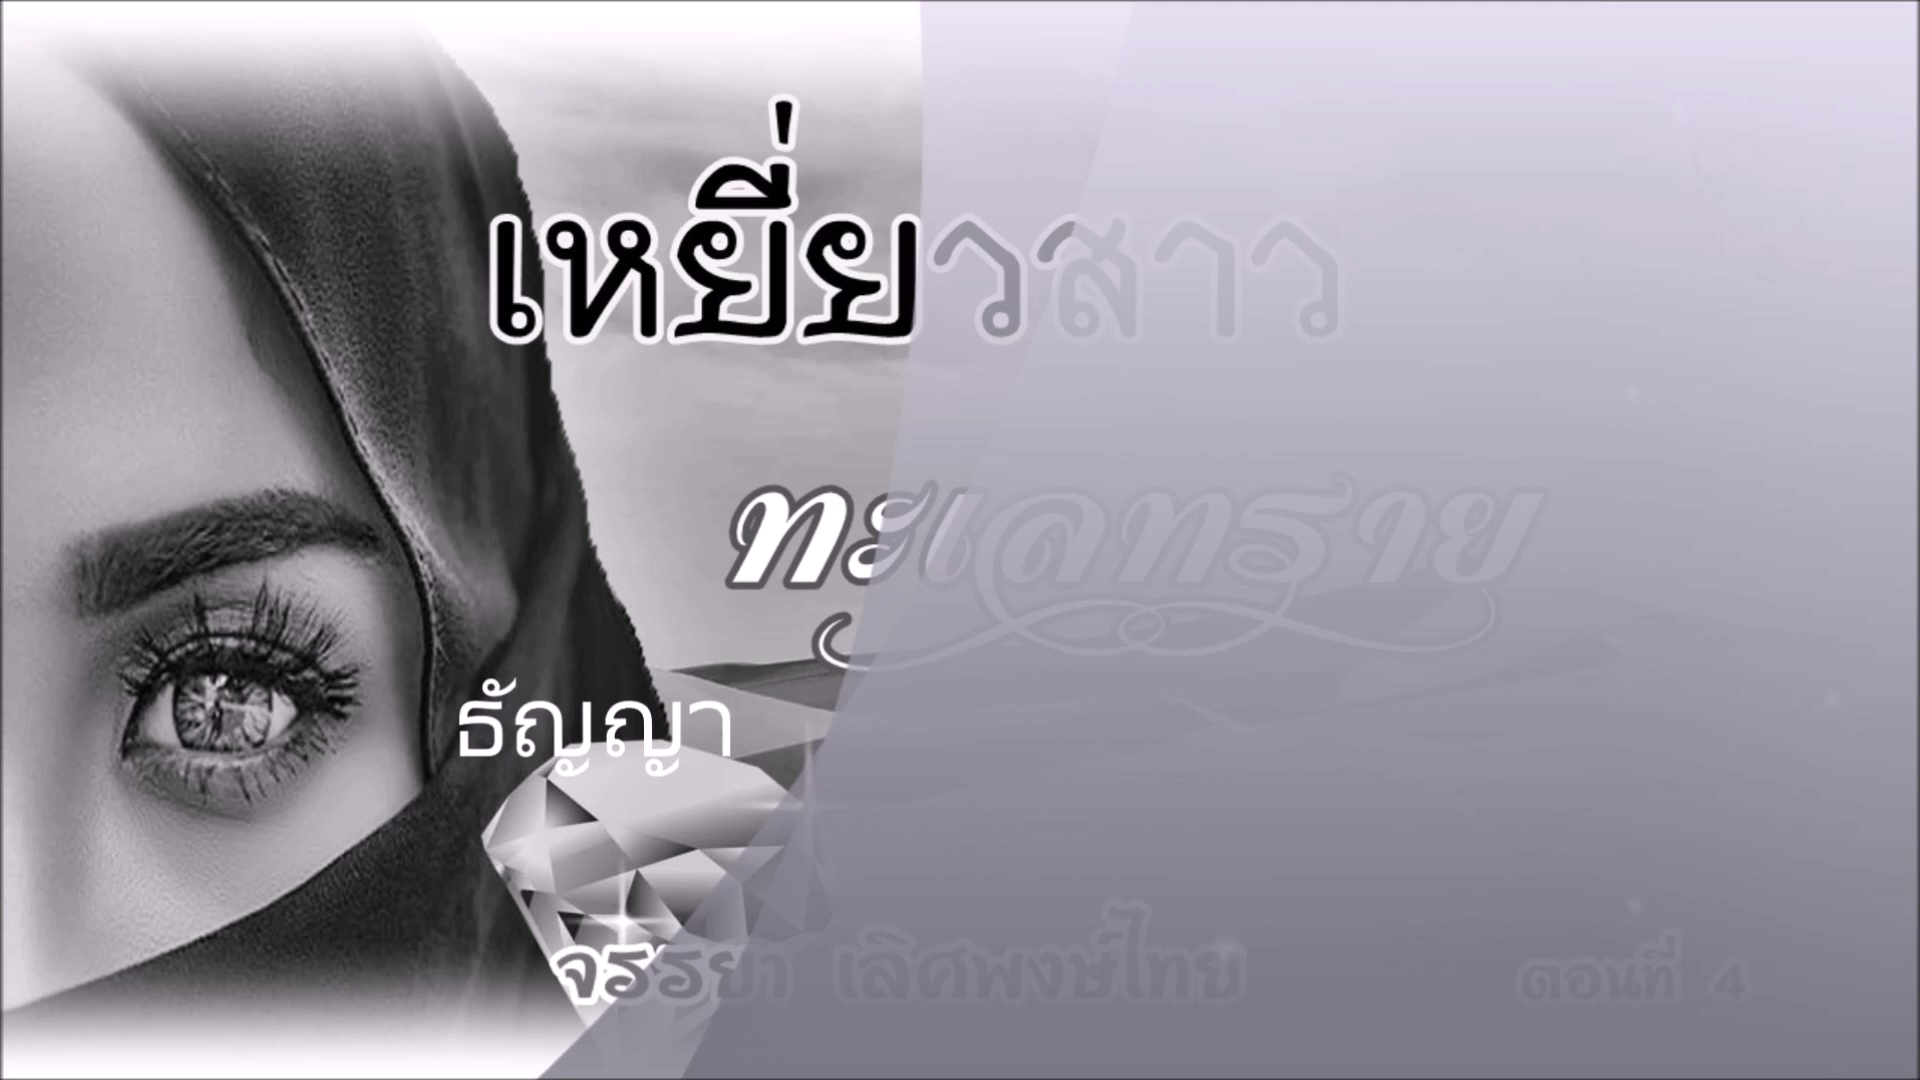 เหยี่ยวสาว
ทะเลทราย
ธัญญา
จรรยา เลิศพงษ์ไทย
ตอนที่ 4